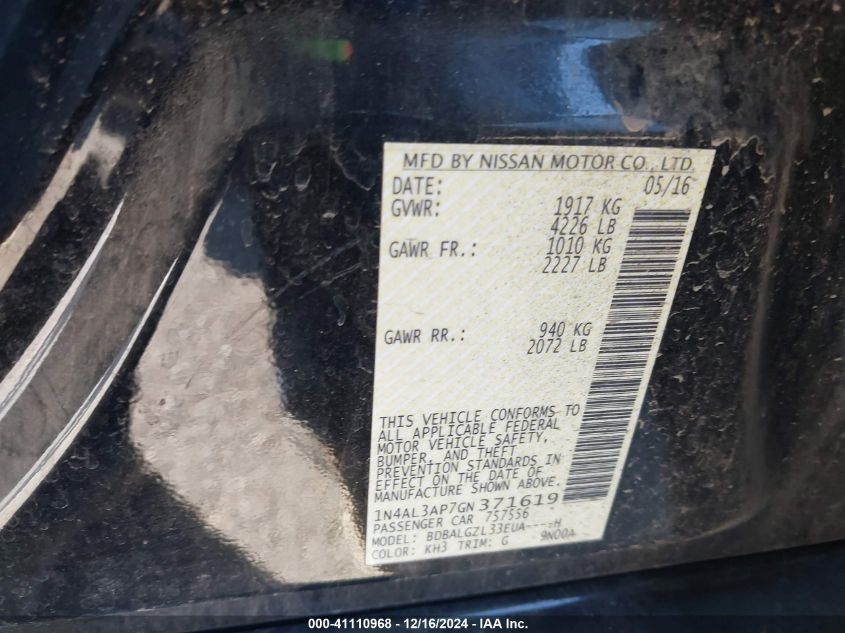 MFD BY NISSAN MOTOR CO., LTD.
DATE: 05/16
GVWR: 1917 KG
4226 LB
GAWR FR.: 1010 KG
2227 LB
GAWR RR.: 940 KG
2072 LB
THIS VEHICLE CONFORMS TO
ALL APPLICABLE FEDERAL
MOTOR VEHICLE SAFETY,
BUMPER, AND THEFT
PREVENTION STANDARDS IN
EFFECT ON THE DATE OF
MANUFACTURE SHOWN ABOVE.
1N4AL3AP7GN 371619
PASSENGER CAR 757556
MODEL: BDBALGZL33EUA----H
COLOR: KH3 TRIM: G 9N00A
000-41110968 - 12/16/2024 - IAA Inc.